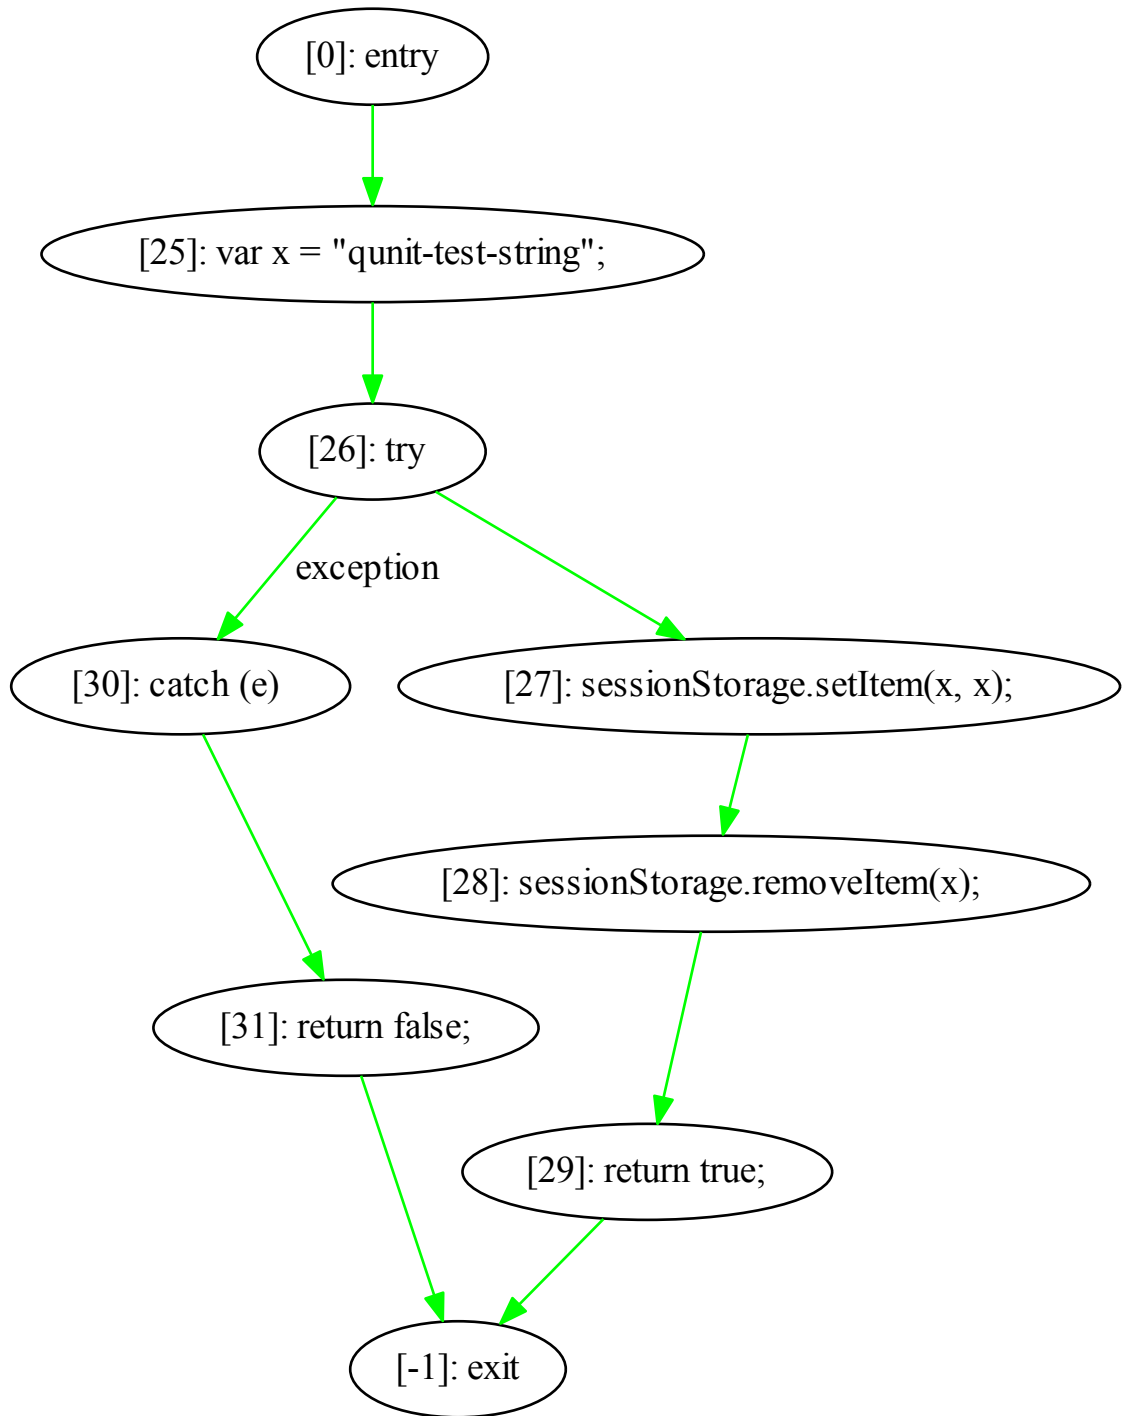 [0]: entry
[25]: var x = "qunit-test-string";
[26]: try
exception
[30]: catch (e)
[27]: sessionStorage.setItem(x, x);
[28]: sessionStorage.removeItem(x);
[31]: return false;
[29]: return true;
[-1]: exit